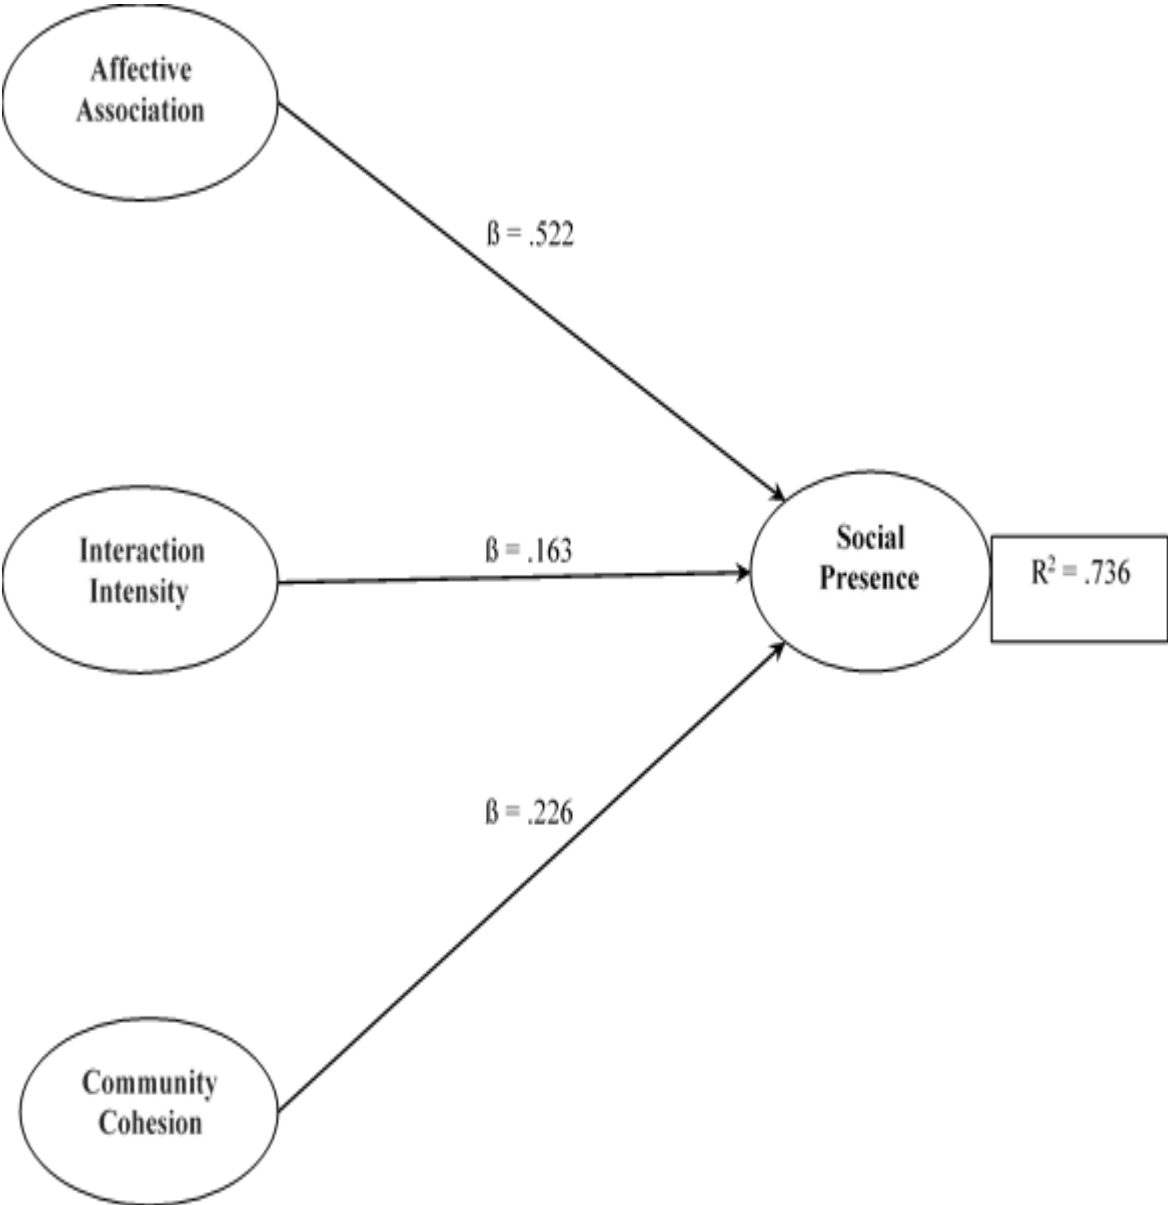 Affective
Association
ß = .522
Interaction
Intensity
ß = .163
Social
Presence
R² = .736
ß = .226
Community
Cohesion